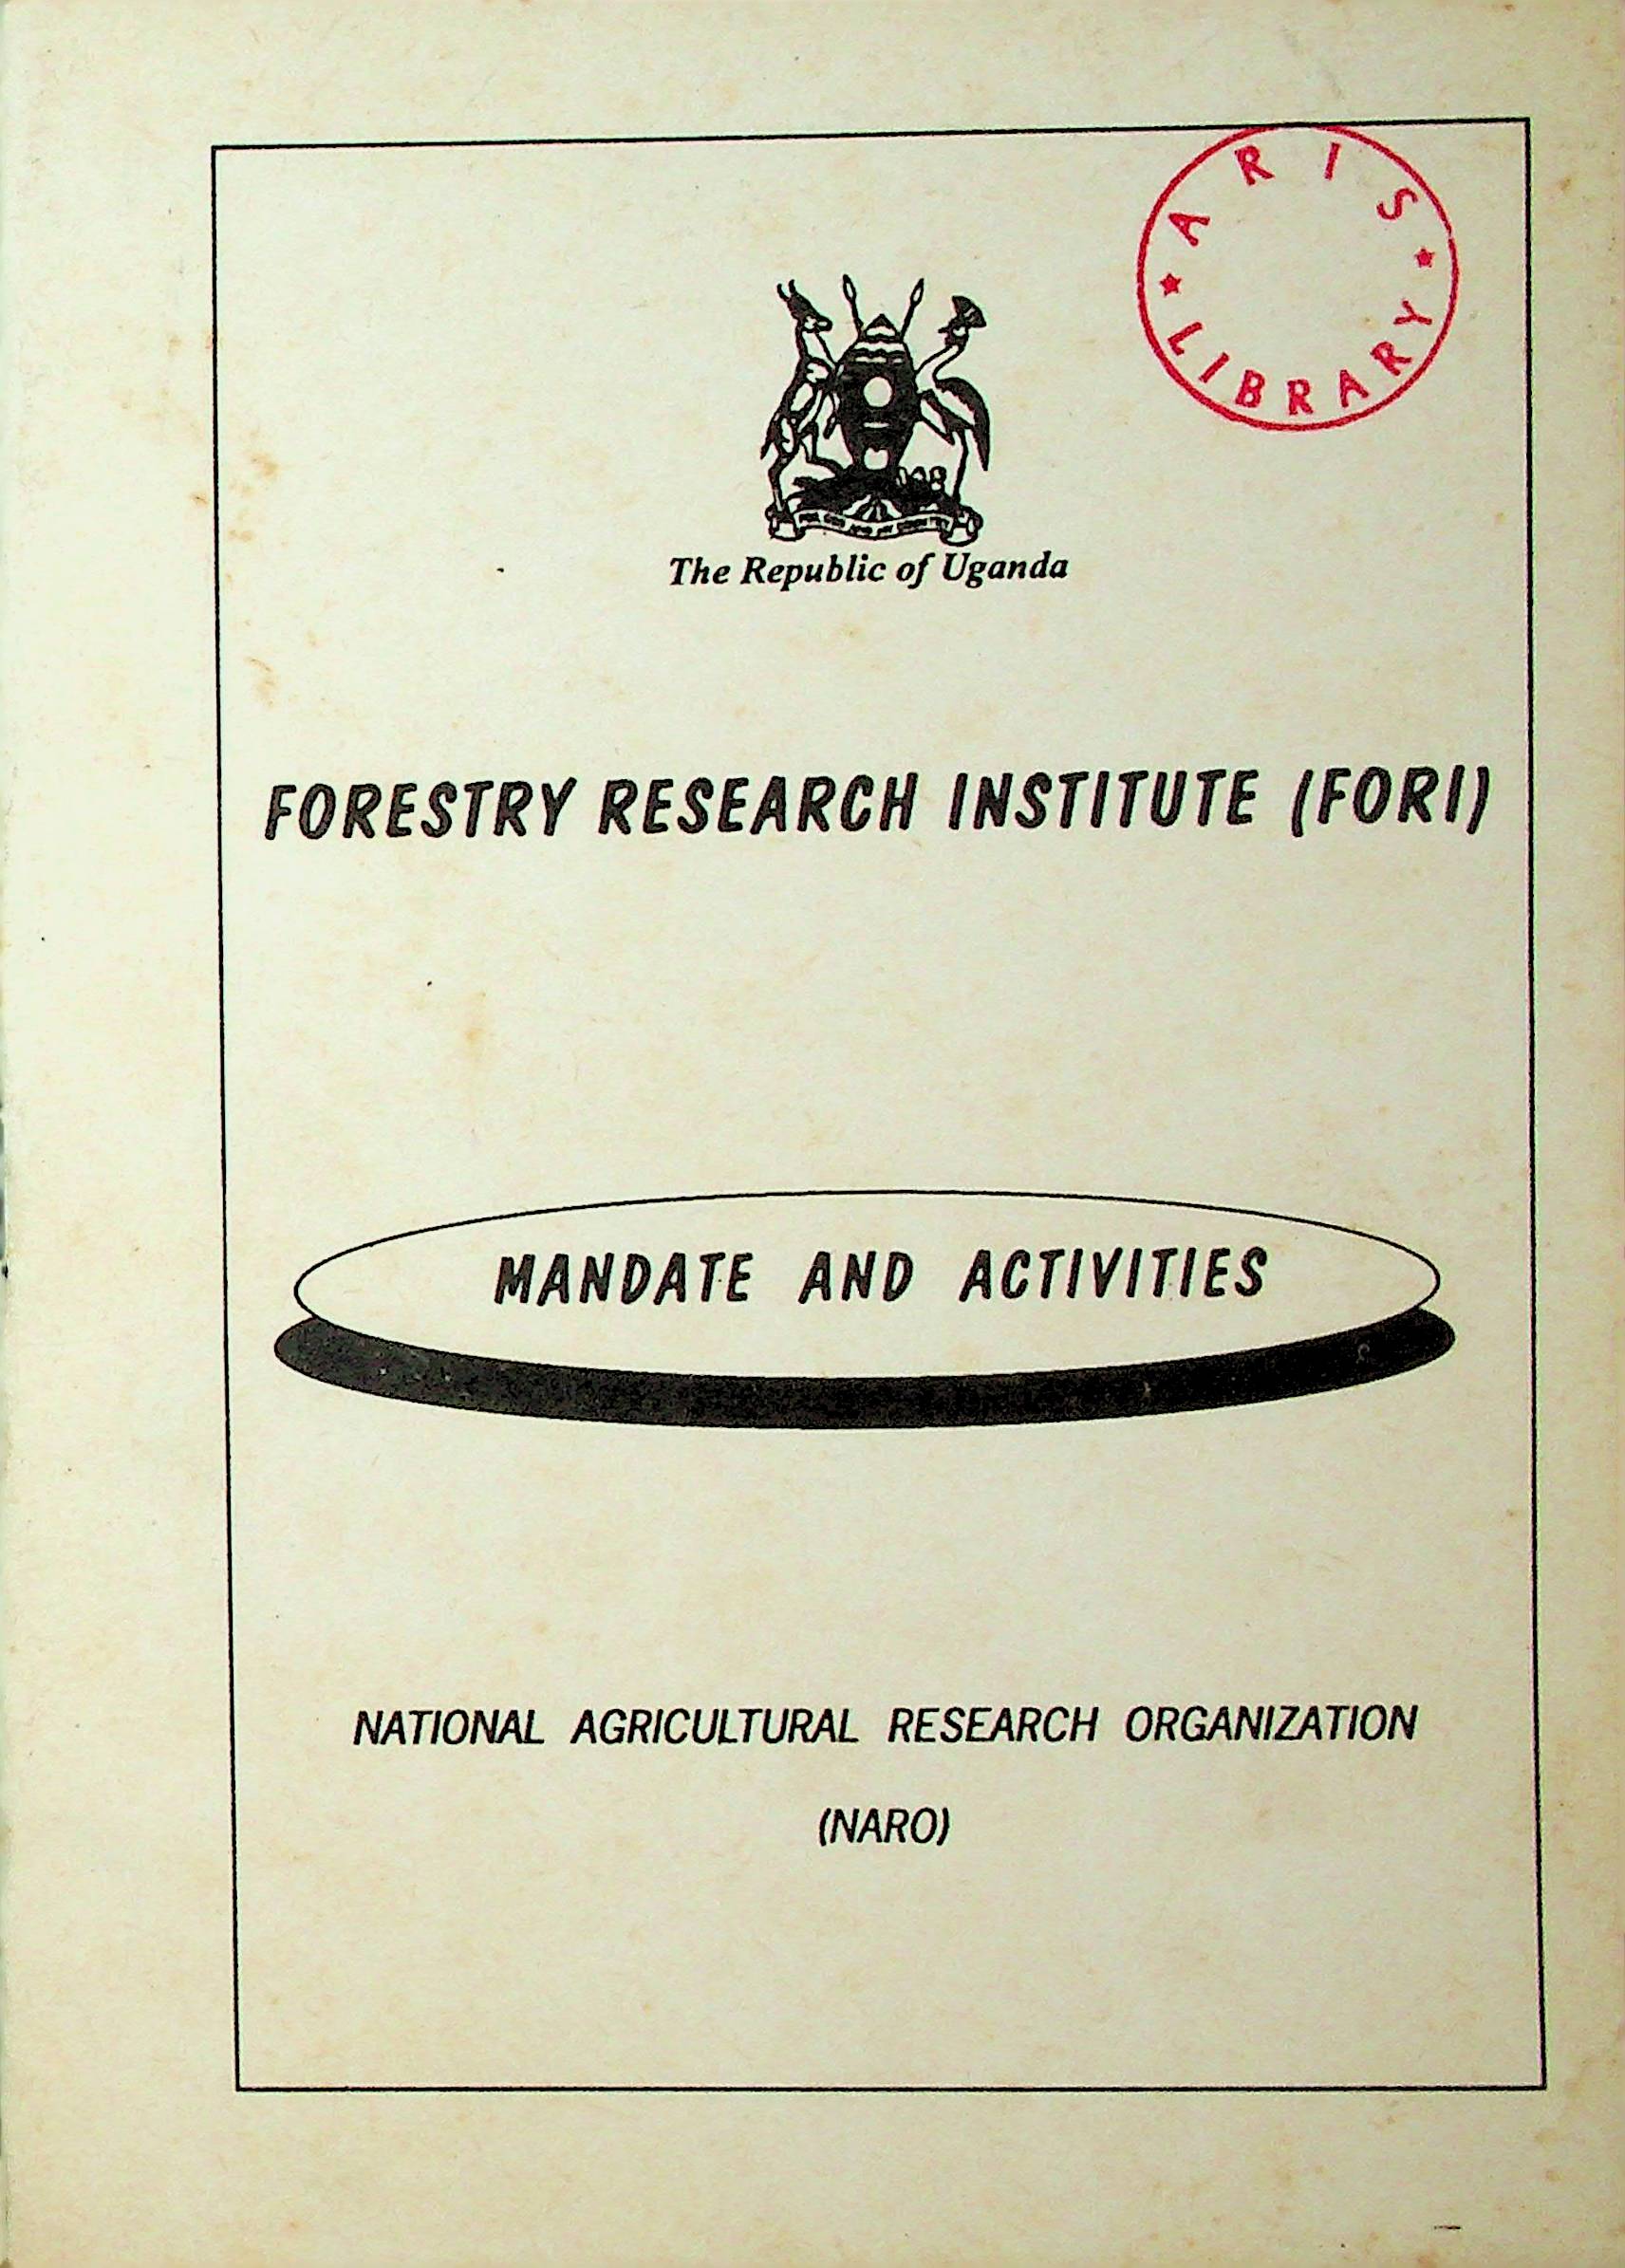 ARIS
LIBRARY
The Republic of Uganda
FORESTRY RESEARCH INSTITUTE (FORI)
MANDATE AND ACTIVITIES
NATIONAL AGRICULTURAL RESEARCH ORGANIZATION
(NARO)